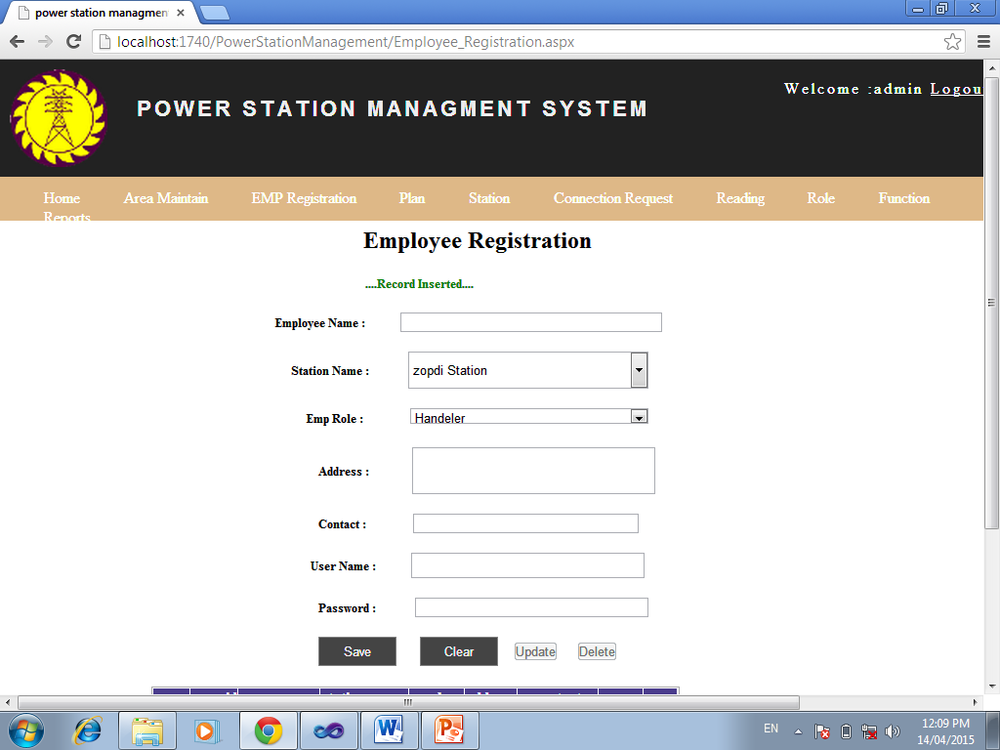 power station managmen
localhost:1740/PowerStationManagement/Employee_Registration.aspx
Welcome :admin Logou
POWER STATION MANAGMENT SYSTEM
Home Area Maintain EMP Registration Plan Station Connection Request Reading Role Function
Reports
Employee Registration
....Record Inserted....
Employee Name :
Station Name : zopdi Station
Emp Role : Handeler
Address :
Contact :
User Name :
Password :
Save Clear Update Delete
EN 12:09 PM
14/04/2015